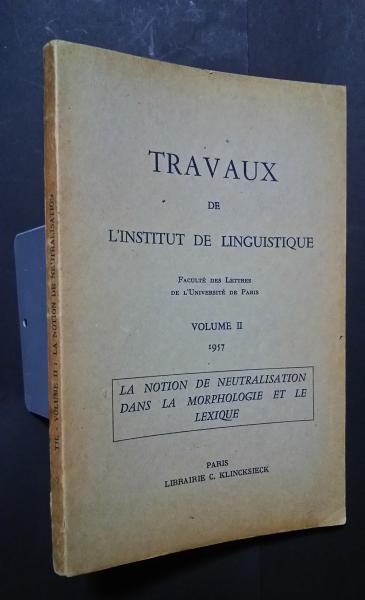 TRAVAUX
DE
L'INSTITUT DE LINGUISTIQUE
FACULTÉ DES LETTRES
DE L'UNIVERSITÉ DE PARIS
VOLUME II
1957
LA NOTION DE NEUTRALISATION
DANS LA MORPHOLOGIE ET LE
LEXIQUE
PARIS
LIBRAIRIE C. KLINCKSIECK
TIL - VOLUME II : LA NOTION DE NEUTRALISATION